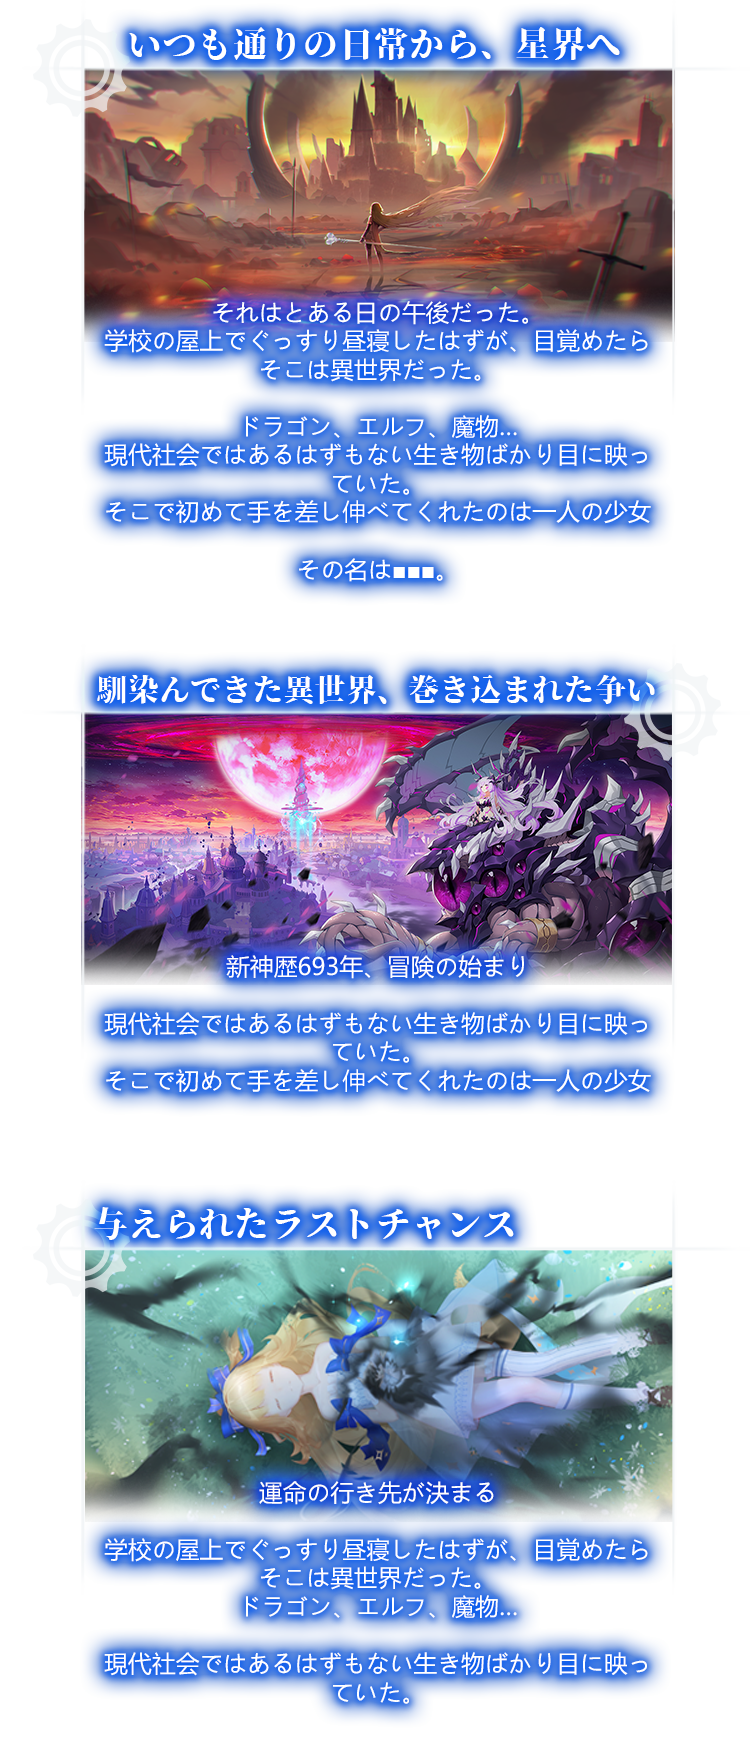 いつも通りの日常から、星界へ
それはとある日の午後だった。
学校の屋上でぐっすり昼寝したはずが、目覚めたら
そこは異世界だった。
ドラゴン、エルフ、魔物...
現代社会ではあるはずもない生き物ばかり目に映っ
ていた。
そこで初めて手を差し伸べてくれたのは一人の少女
その名は■■■。
馴染んできた異世界、巻き込まれた争い
新神歴693年、冒険の始まり
現代社会ではあるはずもない生き物ばかり目に映っ
ていた。
そこで初めて手を差し伸べてくれたのは一人の少女
与えられたラストチャンス
運命の行き先が決まる
学校の屋上でぐっすり昼寝したはずが、目覚めたら
そこは異世界だった。
ドラゴン、エルフ、魔物...
現代社会ではあるはずもない生き物ばかり目に映っ
ていた。